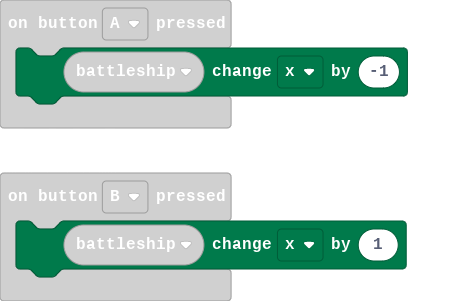 on button A pressed
battleship change x by -1
on button B pressed
battleship change x by 1